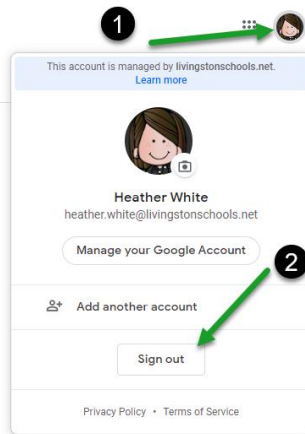 1
This account is managed by livingstonschools.net.
Learn more
Heather White
heather.white@livingstonschools.net
Manage your Google Account
2
Add another account
Sign out
Privacy Policy • Terms of Service